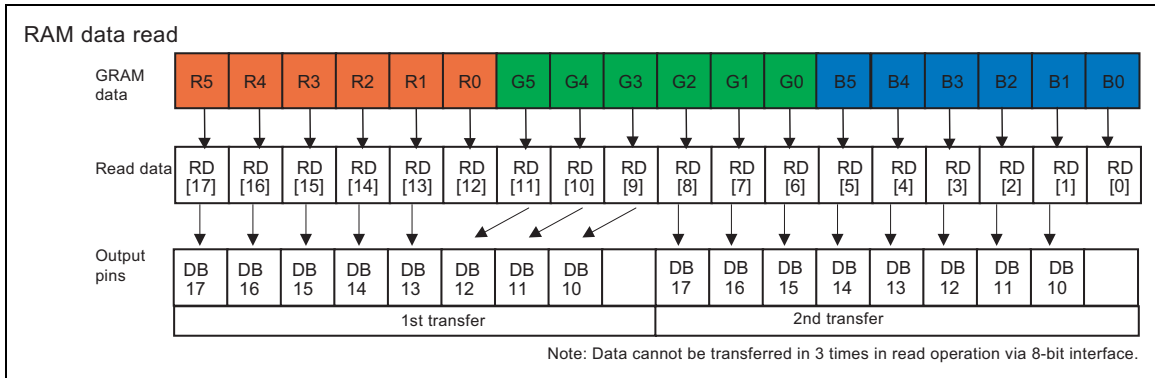 RAM data read
GRAM data
R5 R4 R3 R2 R1 R0 G5 G4 G3 G2 G1 G0 B5 B4 B3 B2 B1 B0
Read data
RD [17] RD [16] RD [15] RD [14] RD [13] RD [12] RD [11] RD [10] RD [9] RD [8] RD [7] RD [6] RD [5] RD [4] RD [3] RD [2] RD [1] RD [0]
Output pins
DB 17 DB 16 DB 15 DB 14 DB 13 DB 12 DB 11 DB 10 DB 17 DB 16 DB 15 DB 14 DB 13 DB 12 DB 11 DB 10
1st transfer 2nd transfer
Note: Data cannot be transferred in 3 times in read operation via 8-bit interface.